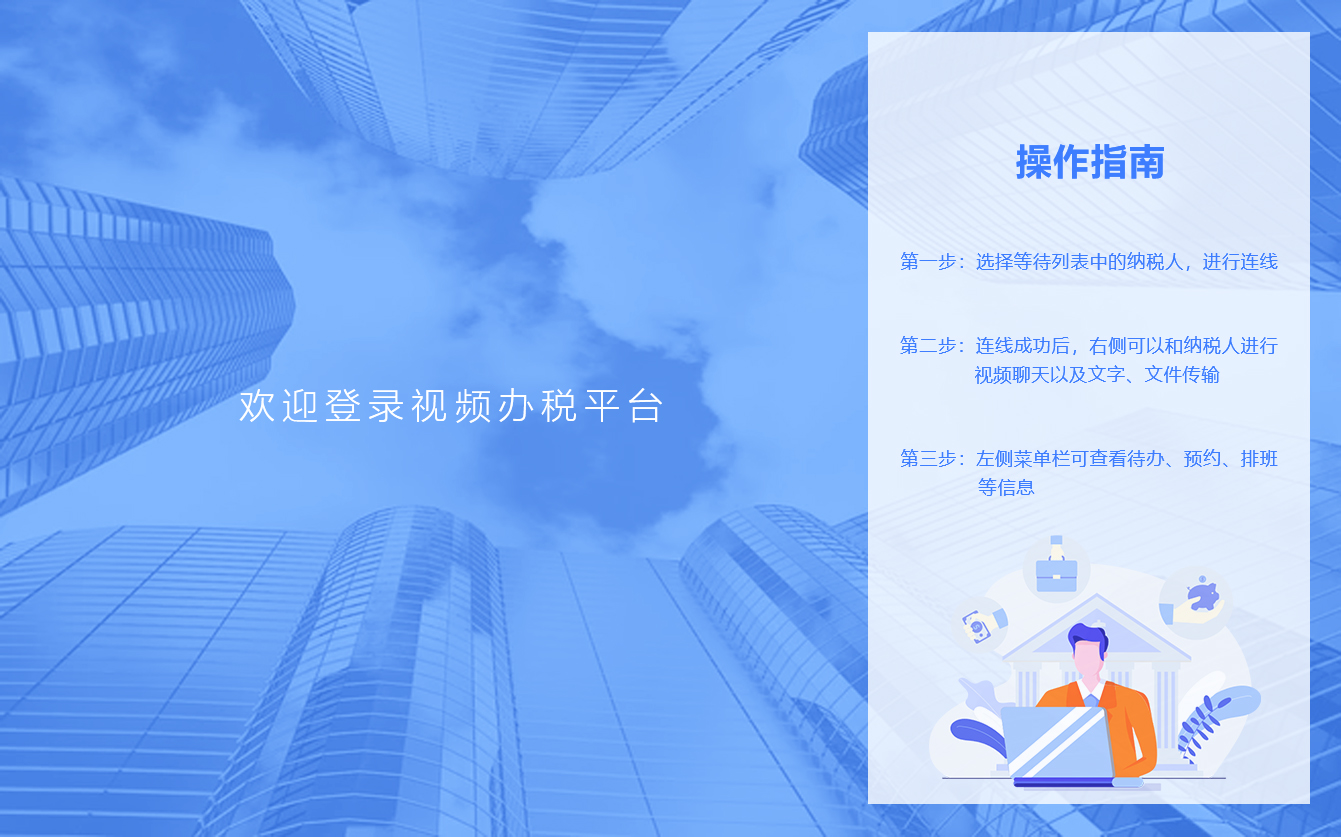 欢迎登录视频办税平台
操作指南
第一步：选择等待列表中的纳税人，进行连线
第二步：连线成功后，右侧可以和纳税人进行
视频聊天以及文字、文件传输
第三步：左侧菜单栏可查看待办、预约、排班
等信息